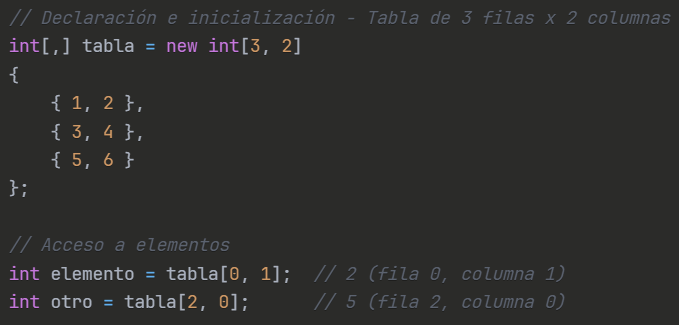 // Declaración e inicialización - Tabla de 3 filas x 2 columnas
int[,] tabla = new int[3, 2]
{
    { 1, 2 },
    { 3, 4 },
    { 5, 6 }
};

// Acceso a elementos
int elemento = tabla[0, 1];  // 2 (fila 0, columna 1)
int otro = tabla[2, 0];      // 5 (fila 2, columna 0)